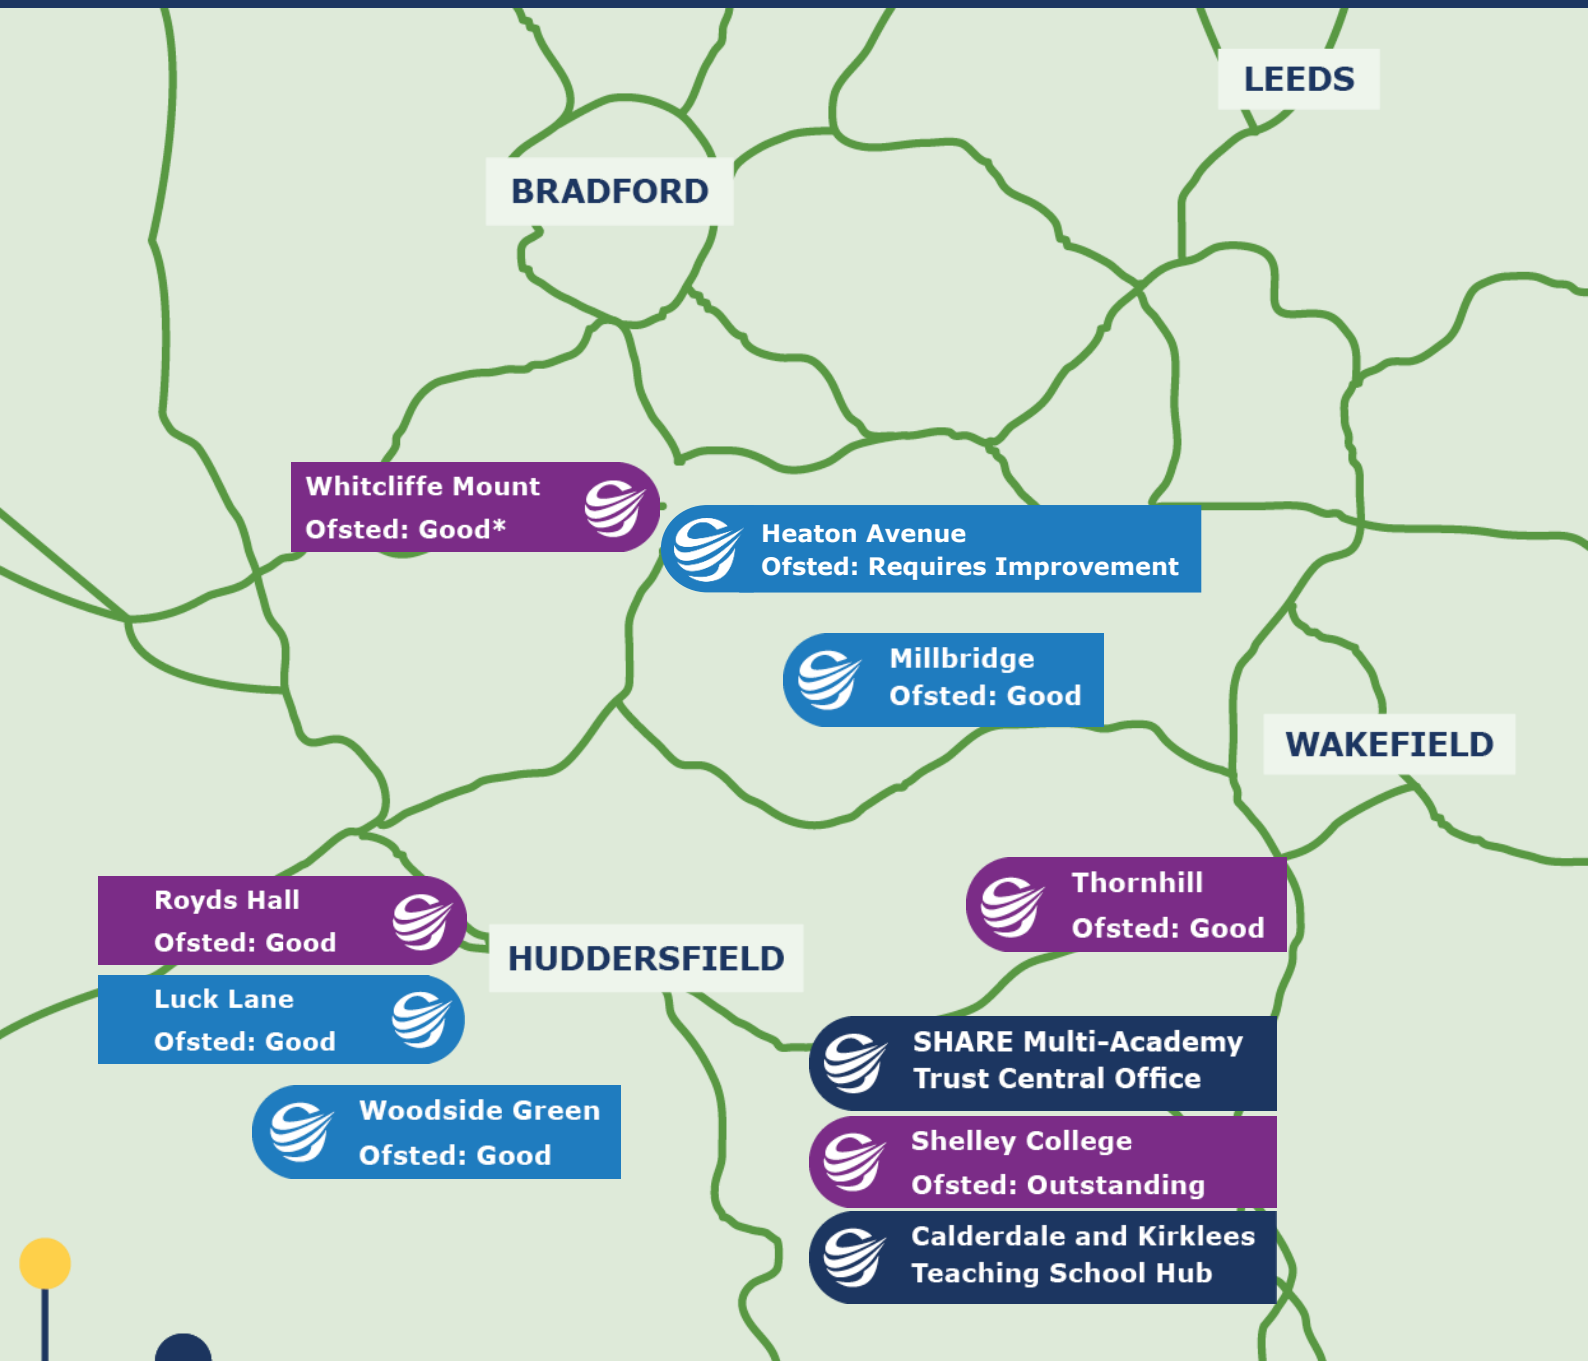 LEEDS
BRADFORD
Whitcliffe Mount
Ofsted: Good*
Heaton Avenue
Ofsted: Requires Improvement
Millbridge
Ofsted: Good
WAKEFIELD
Royds Hall
Ofsted: Good
Thornhill
Ofsted: Good
HUDDERSFIELD
Luck Lane
Ofsted: Good
SHARE Multi-Academy
Trust Central Office
Woodside Green
Ofsted: Good
Shelley College
Ofsted: Outstanding
Calderdale and Kirklees
Teaching School Hub